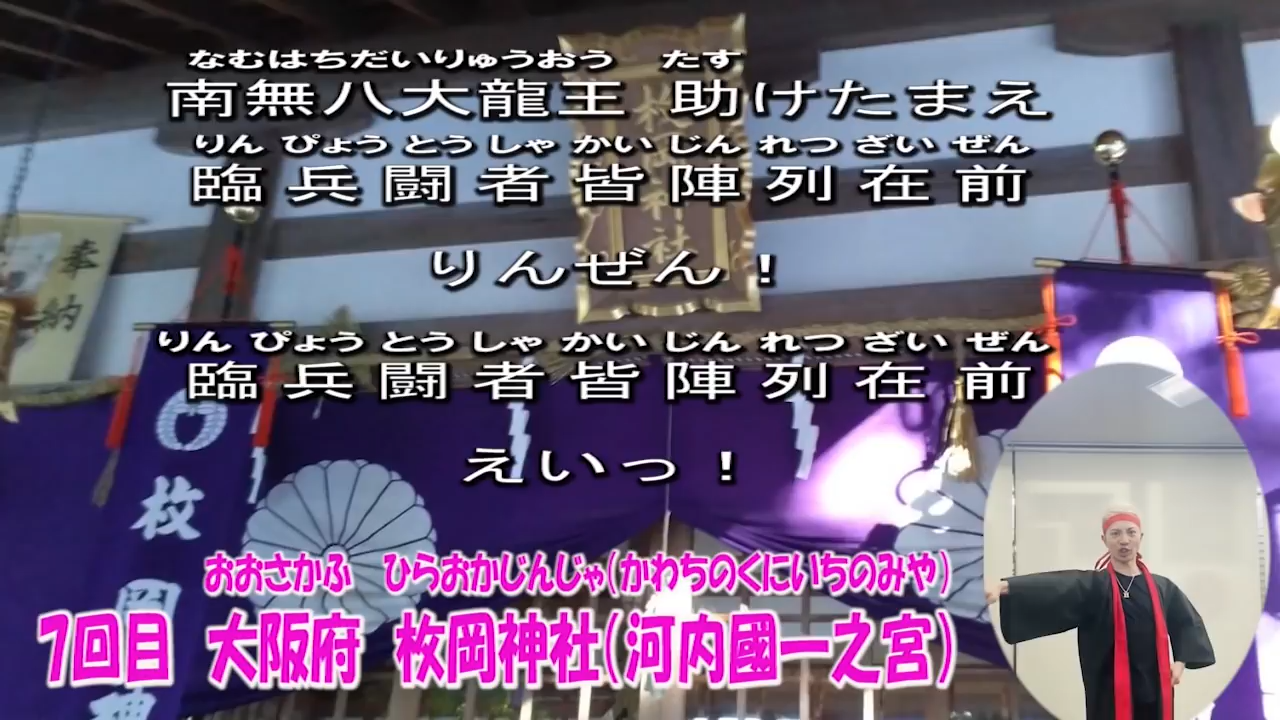 なむはちだいりゅうおう たす
南無八大龍王 助けたまえ
りん ぴょう とう しゃ かい じん れつ ざい ぜん
臨兵闘者皆陣列在前
りんぜん！
りん ぴょう とう しゃ かい じん れつ ざい ぜん
臨兵闘者皆陣列在前
えいっ！
おおさかふ ひらおかじんじゃ(かわちのくにいちのみや)
7回目 大阪府 枚岡神社(河内國一之宮)
枚岡神社
奉納
枚岡神